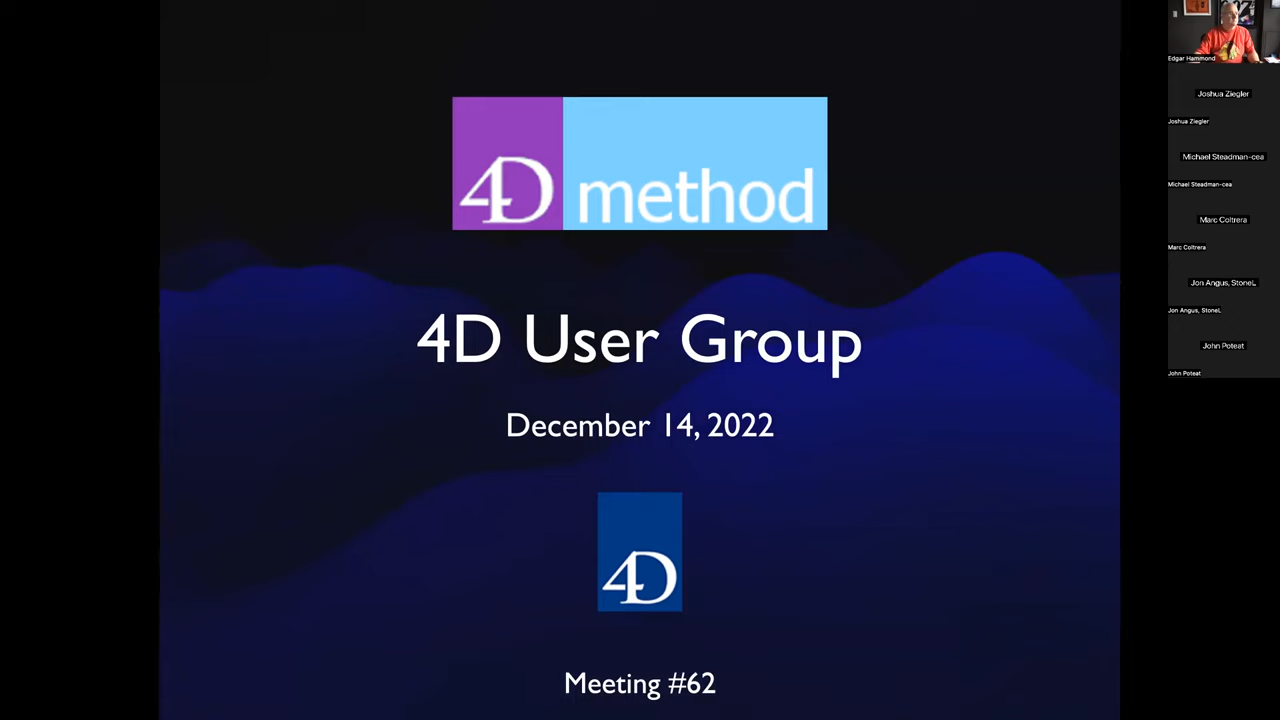 4D method
4D User Group
December 14, 2022
4D
Meeting #62
Edgar Hammond
Joshua Ziegler
Joshua Ziegler
Michael Steadman-cea
Michael Steadman-cea
Marc Coltrera
Marc Coltrera
Jon Angus, StoneL
Jon Angus, StoneL
John Poteat
John Poteat